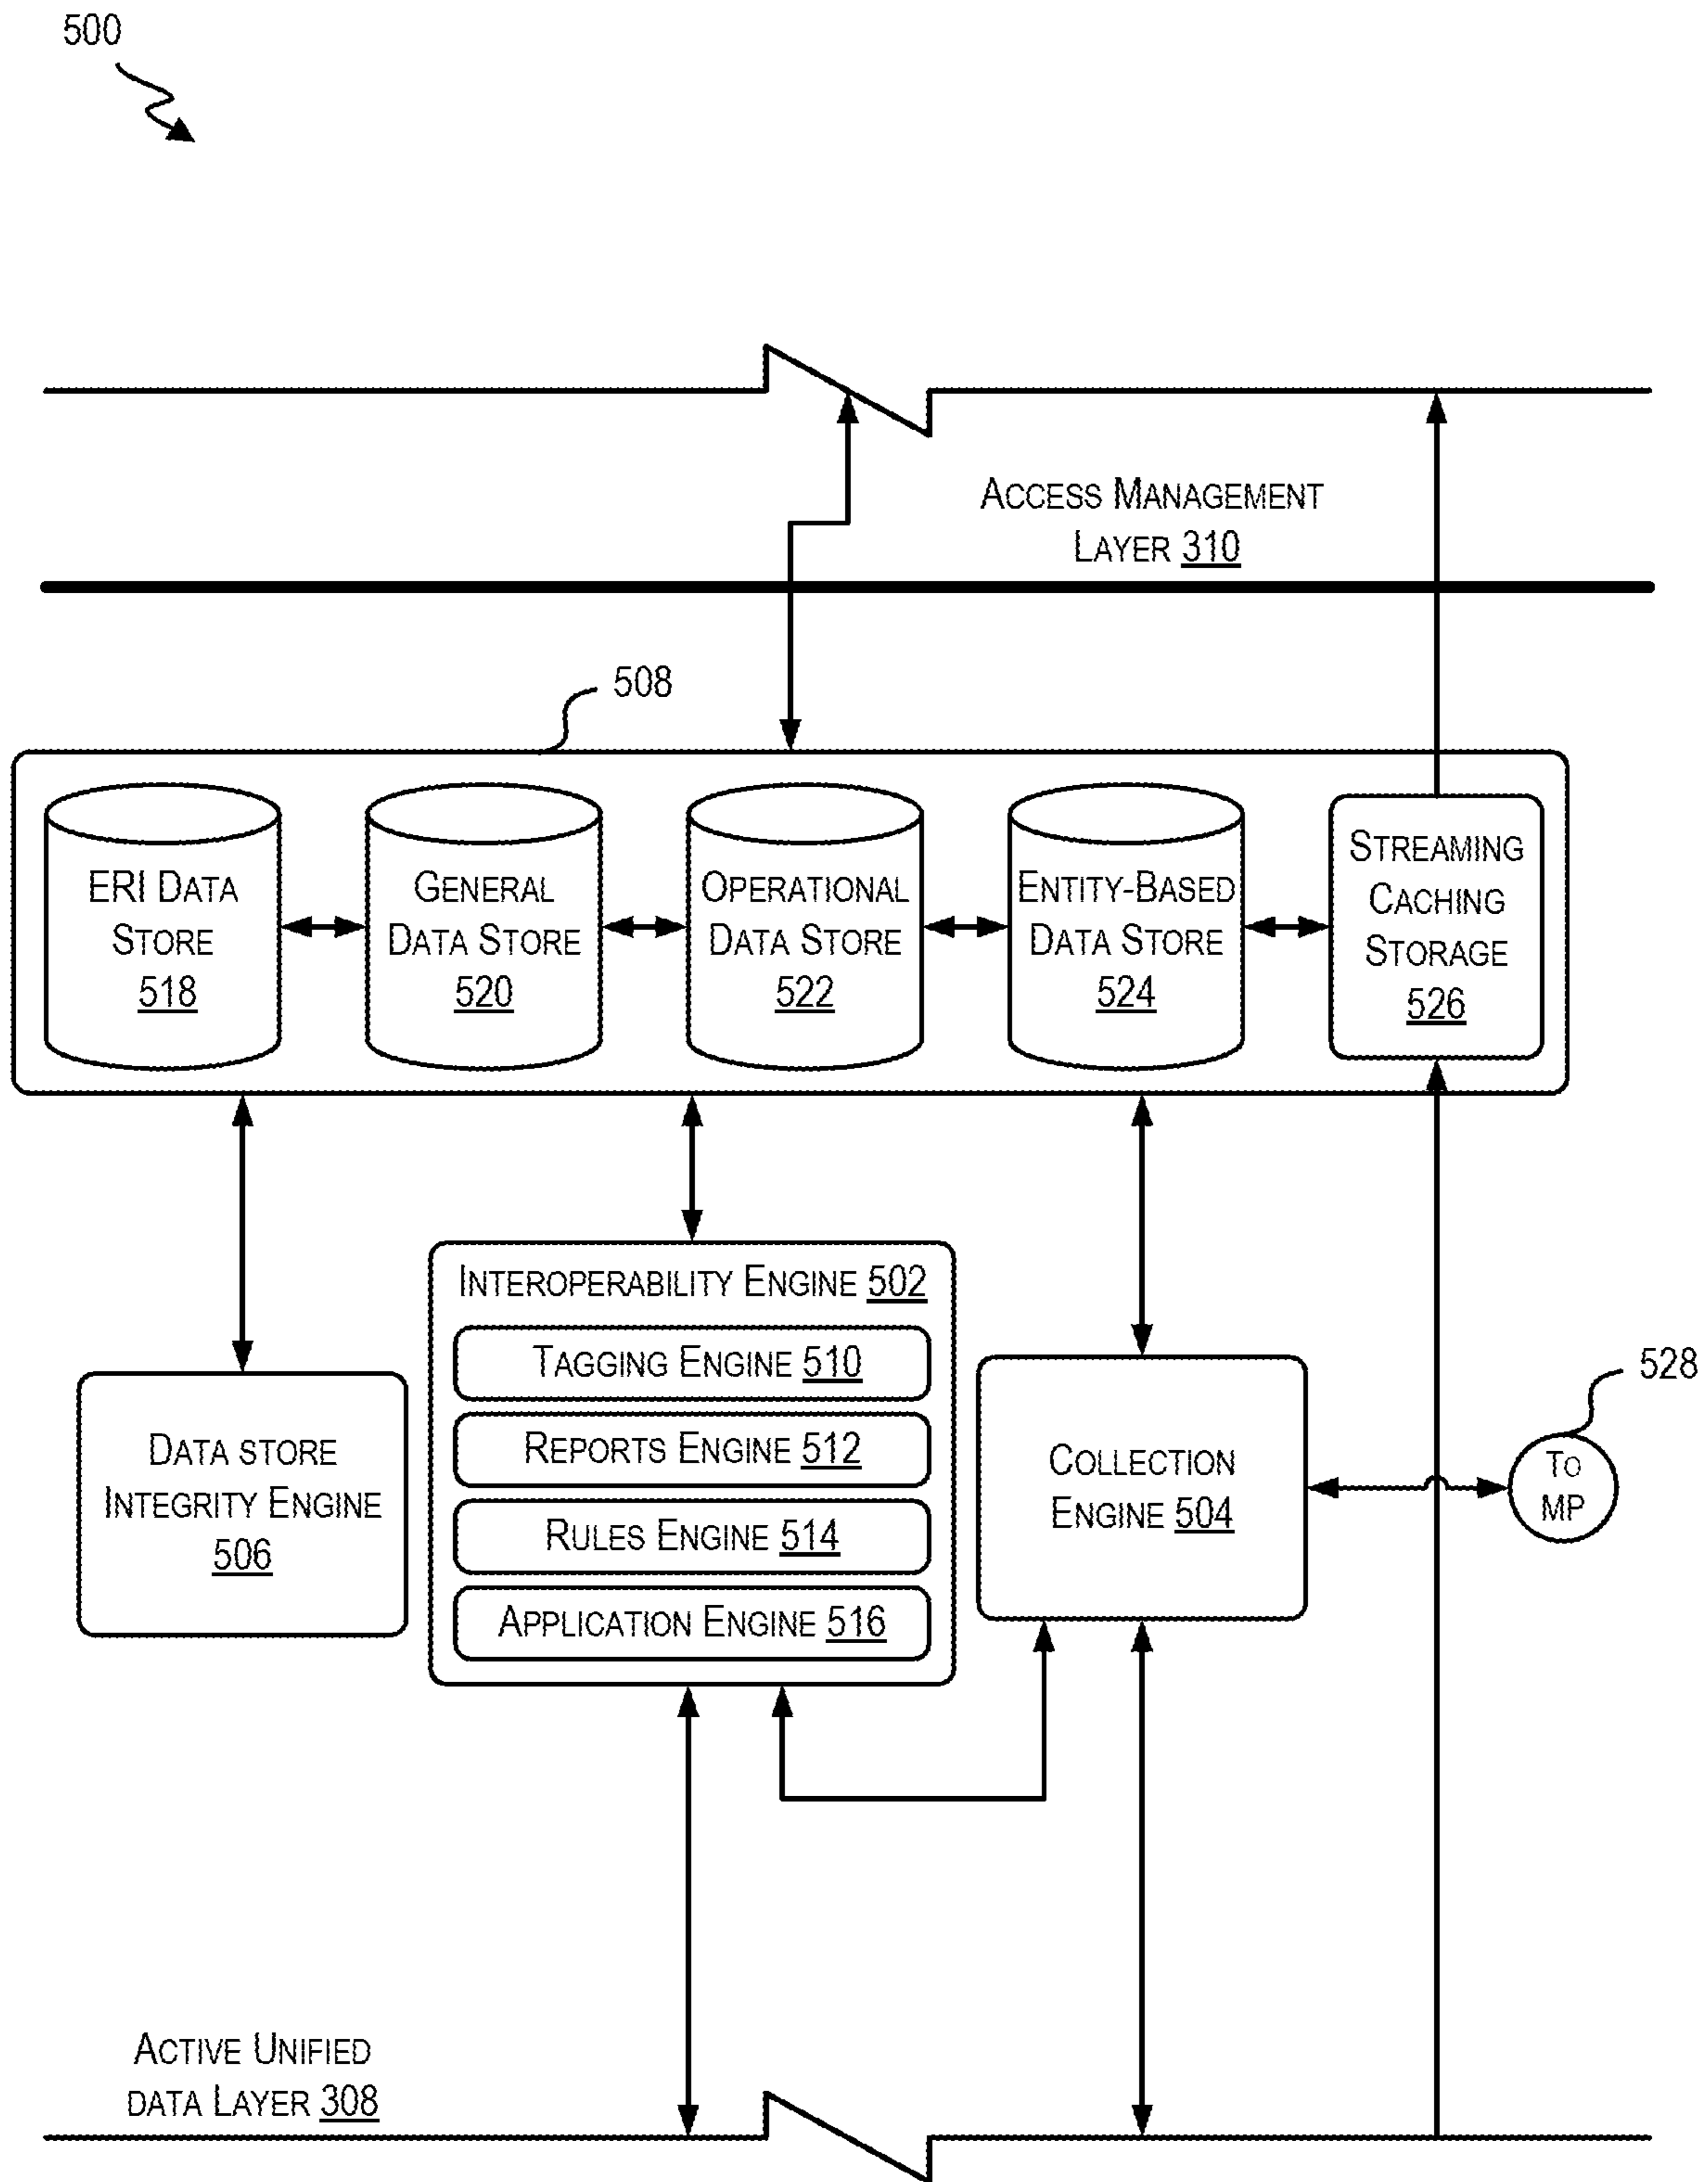 500
Access Management
Layer 310
508
ERI Data
Store
518
General
Data Store
520
Operational
Data Store
522
Entity-Based
Data Store
524
Streaming
Caching
Storage
526
Interoperability Engine 502
Tagging Engine 510
Reports Engine 512
Rules Engine 514
Application Engine 516
Data store
Integrity Engine
506
Collection
Engine 504
528
To
MP
Active Unified
data Layer 308